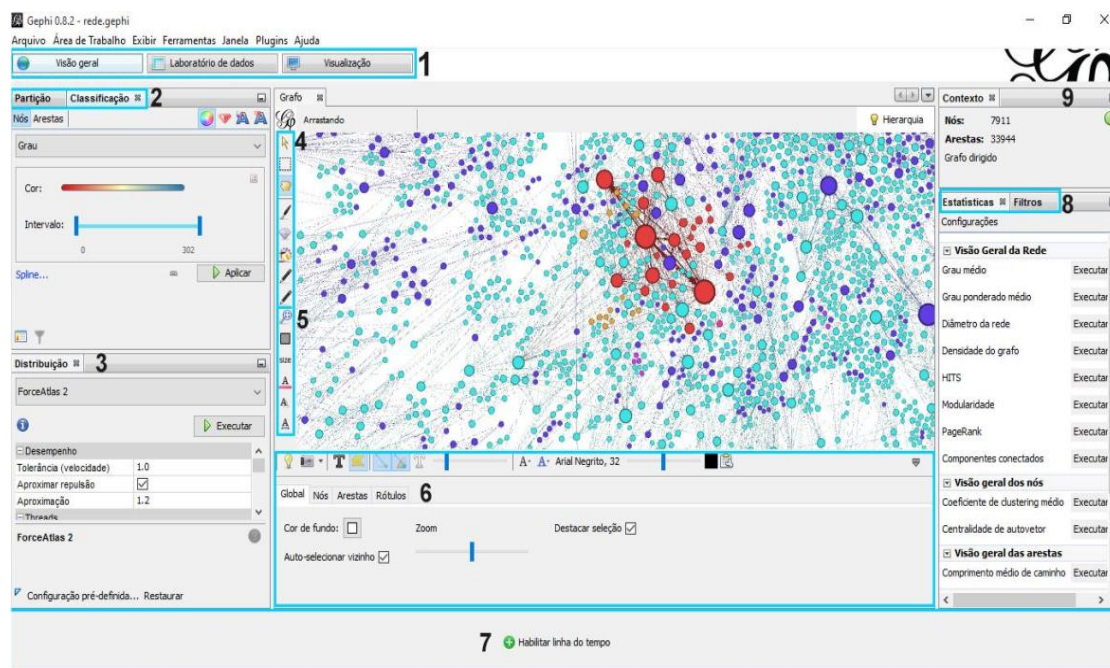 Gephi 0.8.2 - rede.gephi
Arquivo Área de Trabalho Exibir Ferramentas Janela Plugins Ajuda
Visão geral Laboratório de dados Visualização 1
Partição Classificação 2
Nós Arestas
Grau
Cor:
Intervalo:
0 302
Spline... Aplicar
Distribuição 3
ForceAtlas 2
Executar
Desempenho
Tolerância (velocidade) 1.0
Aproximar repulsão
Aproximação 1.2
Threads
ForceAtlas 2
Configuração pré-definida... Restaurar
Grafo
Arrastando Hierarquia
4
5
size
A
A
A
T T A- A- Arial Negrito, 32
Global Nós Arestas Rótulos 6
Cor de fundo: Zoom Destacar seleção
Auto-selecionar vizinho
Contexto 9
Nós: 7911
Arestas: 33944
Grafo dirigido
Estatísticas Filtros 8
Configurações
Visão Geral da Rede
Grau médio Executar
Grau ponderado médio Executar
Diâmetro da rede Executar
Densidade do grafo Executar
HITS Executar
Modularidade Executar
PageRank Executar
Componentes conectados Executar
Visão geral dos nós
Coeficiente de clustering médio Executar
Centralidade de autovetor Executar
Visão geral das arestas
Comprimento médio de caminho Executar
7 Habilitar linha do tempo